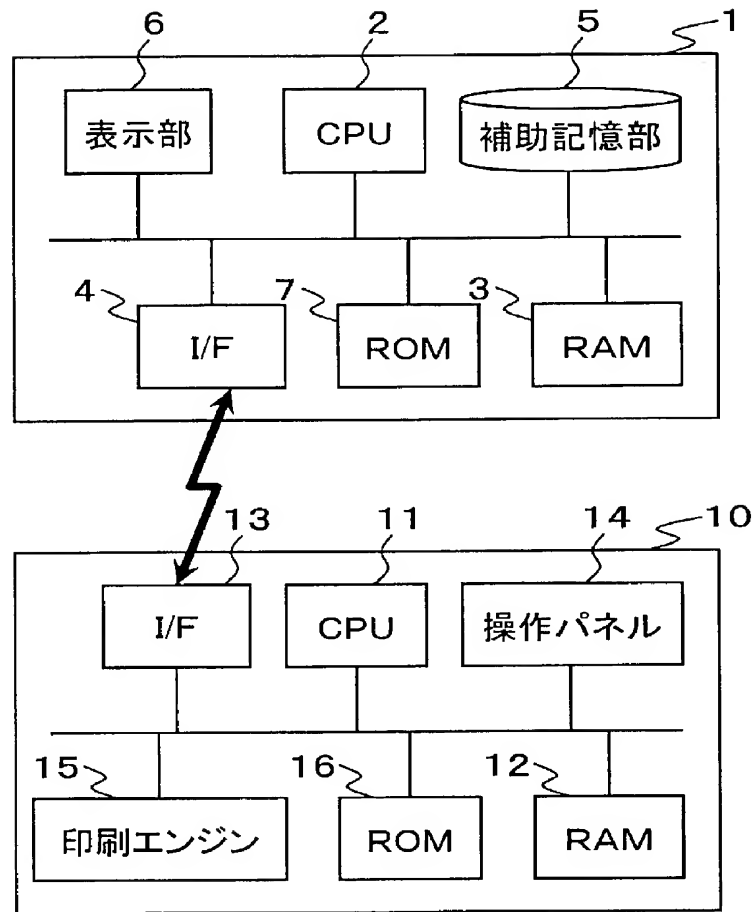 6 2 5 1
表示部 CPU 補助記憶部
4 7 3
I/F ROM RAM
13 11 14 10
I/F CPU 操作パネル
15 16 12
印刷エンジン ROM RAM